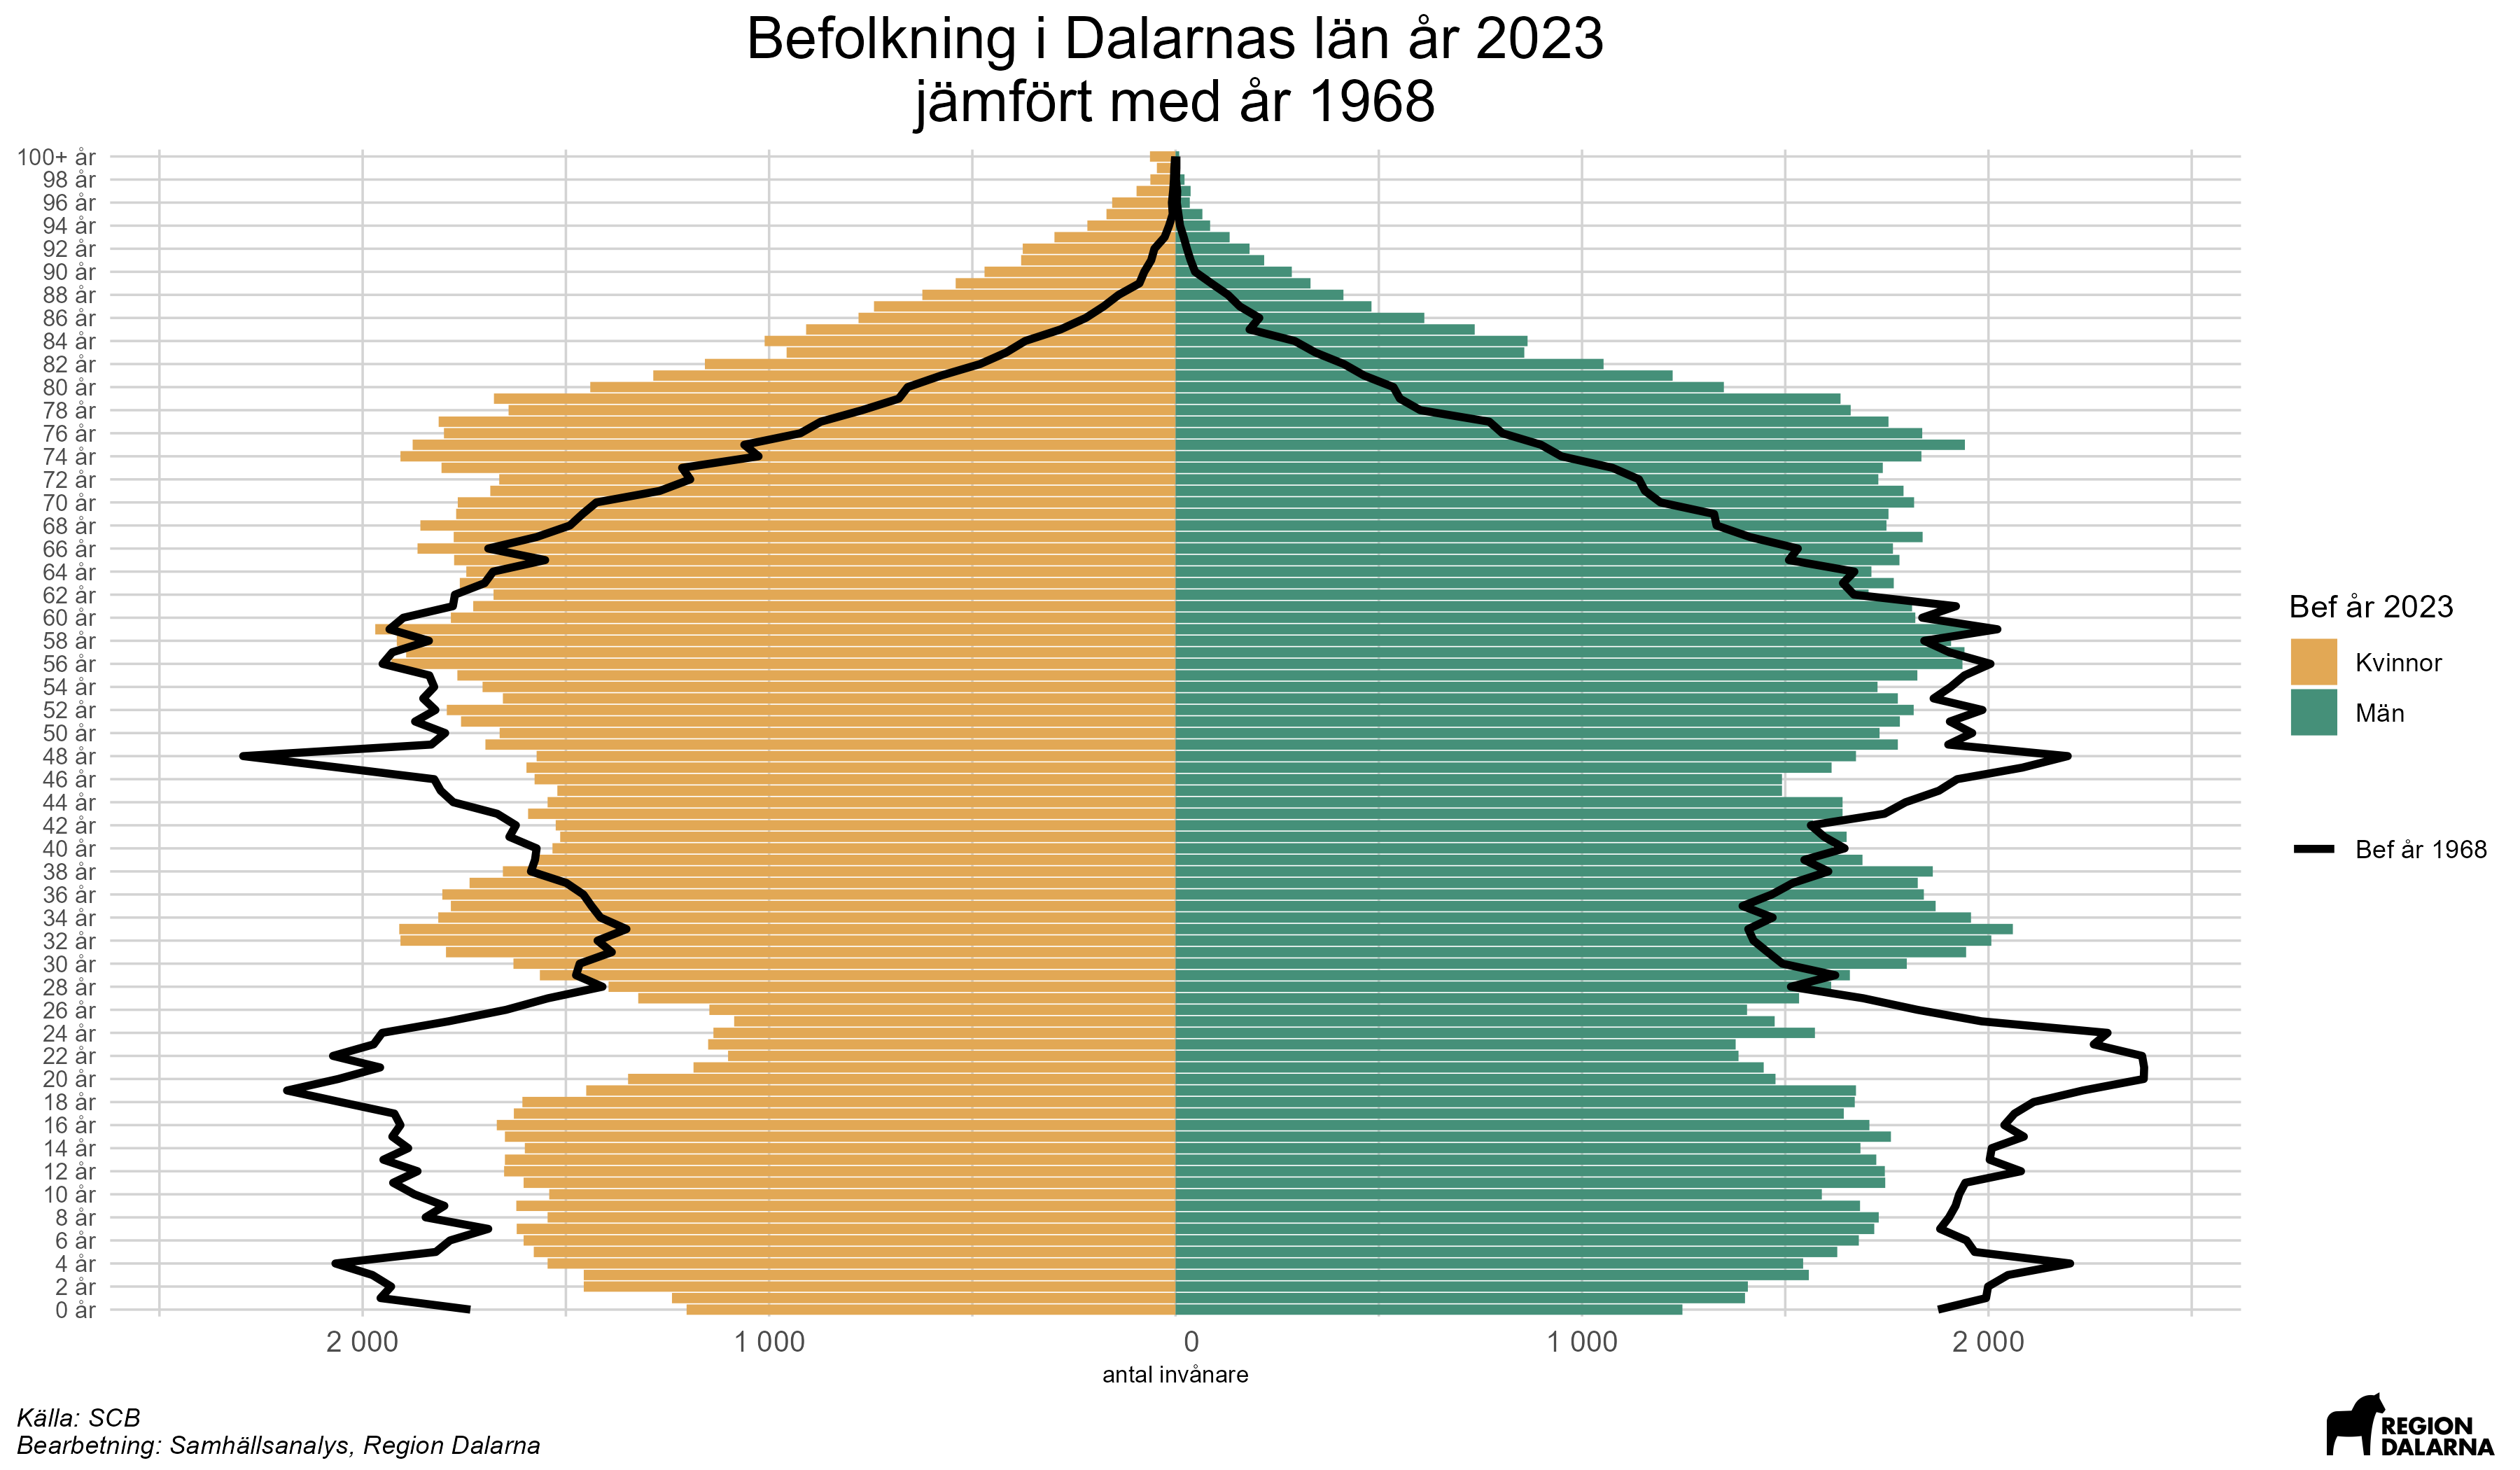 Befolkning i Dalarnas län år 2023
jämfört med år 1968
100+ år
98 år
96 år
94 år
92 år
90 år
88 år
86 år
84 år
82 år
80 år
78 år
76 år
74 år
72 år
70 år
68 år
66 år
64 år
62 år
60 år
58 år
56 år
54 år
52 år
50 år
48 år
46 år
44 år
42 år
40 år
38 år
36 år
34 år
32 år
30 år
28 år
26 år
24 år
22 år
20 år
18 år
16 år
14 år
12 år
10 år
8 år
6 år
4 år
2 år
0 år
2 000
1 000
0
1 000
2 000
antal invånare
Bef år 2023
Kvinnor
Män
Bef år 1968
Källa: SCB
Bearbetning: Samhällsanalys, Region Dalarna
REGION
DALARNA